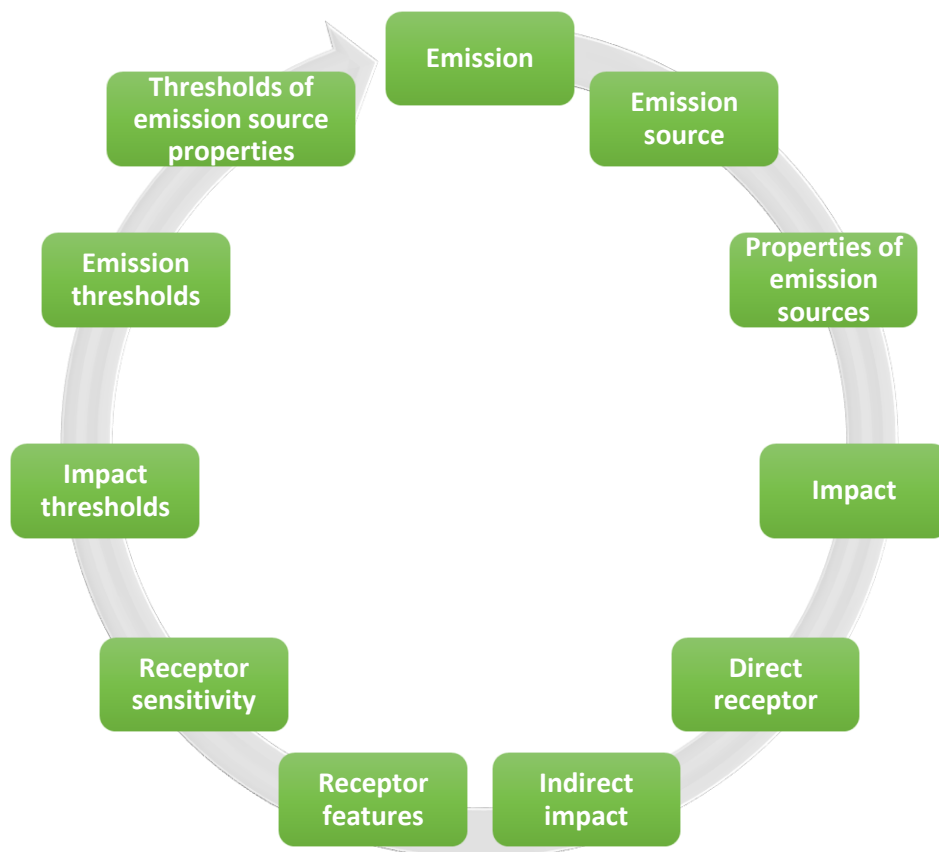 Emission
Emission
source
Properties of
emission
sources
Impact
Direct
receptor
Indirect
impact
Receptor
features
Receptor
sensitivity
Impact
thresholds
Emission
thresholds
Thresholds of
emission source
properties